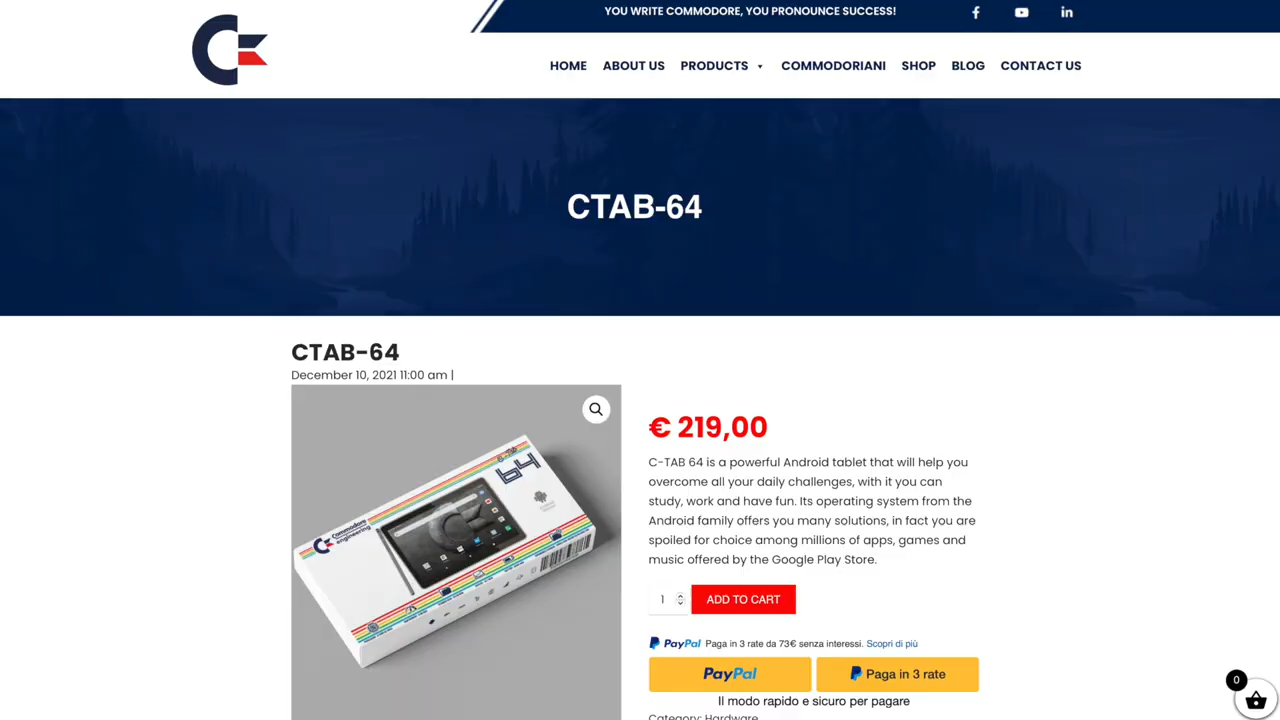 YOU WRITE COMMODORE, YOU PRONOUNCE SUCCESS!
HOME ABOUT US PRODUCTS COMMODORIANI SHOP BLOG CONTACT US
CTAB-64
CTAB-64
December 10, 2021 11:00 am |
64
Commodore
engineering
€ 219,00
C-TAB 64 is a powerful Android tablet that will help you
overcome all your daily challenges, with it you can
study, work and have fun. Its operating system from the
Android family offers you many solutions, in fact you are
spoiled for choice among millions of apps, games and
music offered by the Google Play Store.
1 ADD TO CART
PayPal Paga in 3 rate da 73€ senza interessi. Scopri di più
PayPal Paga in 3 rate
Il modo rapido e sicuro per pagare
0
Category: Hardware